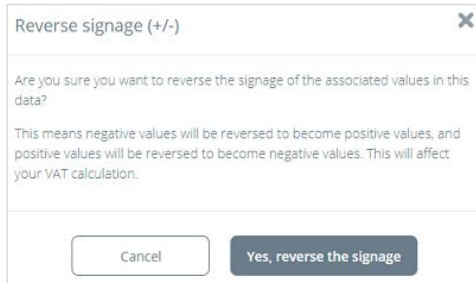 Reverse signage (+/-)
Are you sure you want to reverse the signage of the associated values in this
data?
This means negative values will be reversed to become positive values, and
positive values will be reversed to become negative values. This will affect
your VAT calculation.
Cancel
Yes, reverse the signage